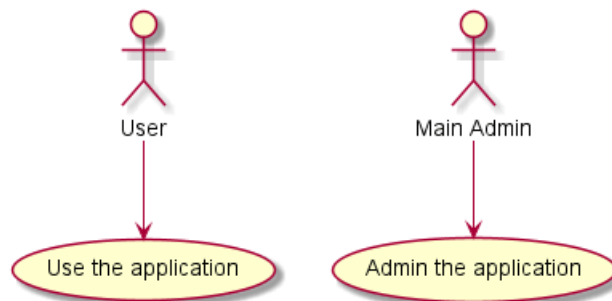 User
Main Admin
Use the application
Admin the application